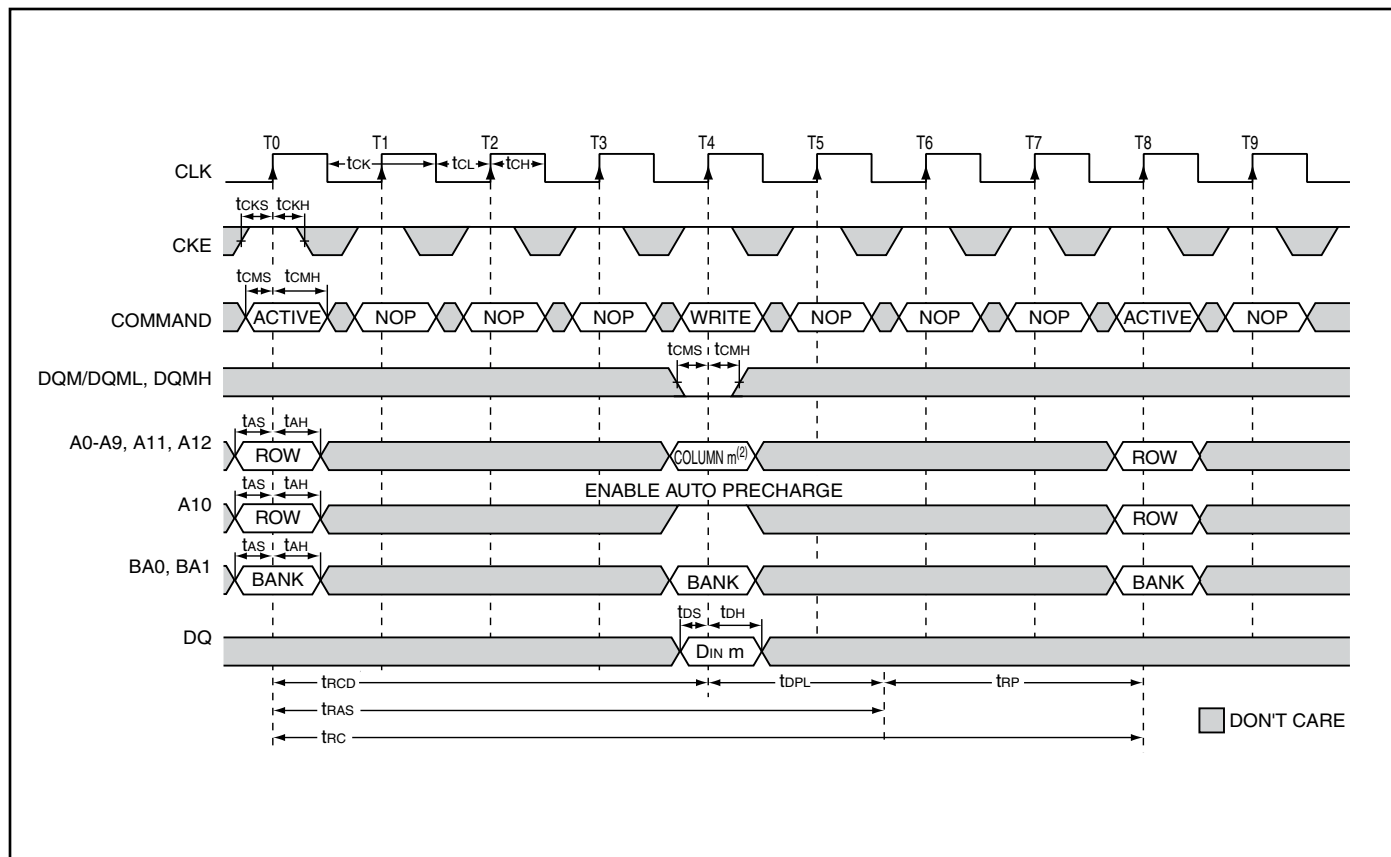 T0 T1 T2 T3 T4 T5 T6 T7 T8 T9
CLK
tCK tCL tCH
tCKS tCKH
CKE
tCMS tCMH
COMMAND ACTIVE NOP NOP NOP WRITE NOP NOP NOP ACTIVE NOP
tCMS tCMH
DQM/DQML, DQMH
tAS tAH
A0-A9, A11, A12 ROW COLUMN m(2) ROW
tAS tAH ENABLE AUTO PRECHARGE
A10 ROW ROW
tAS tAH
BA0, BA1 BANK BANK BANK
tDS tDH
DQ DIN m
tRCD tDPL tRP
tRAS
DON'T CARE
tRC